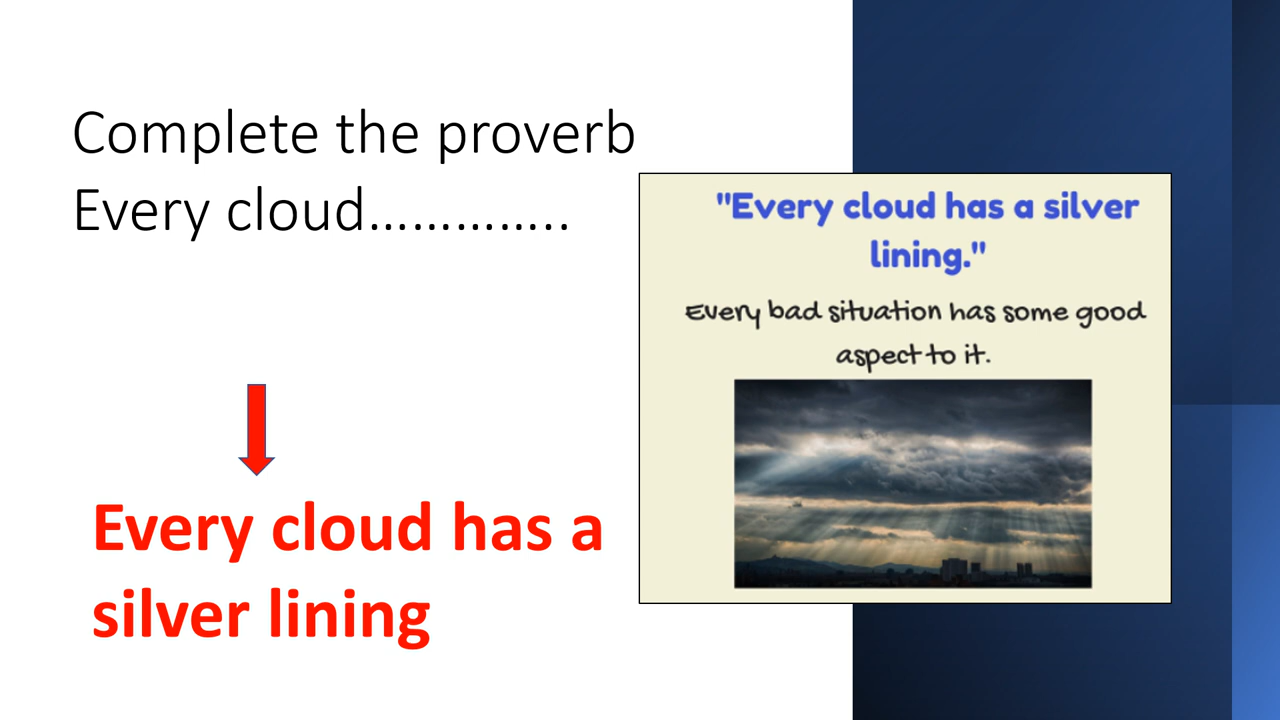 Complete the proverb
Every cloud…………..
Every cloud has a
silver lining
"Every cloud has a silver
lining."
Every bad situation has some good
aspect to it.